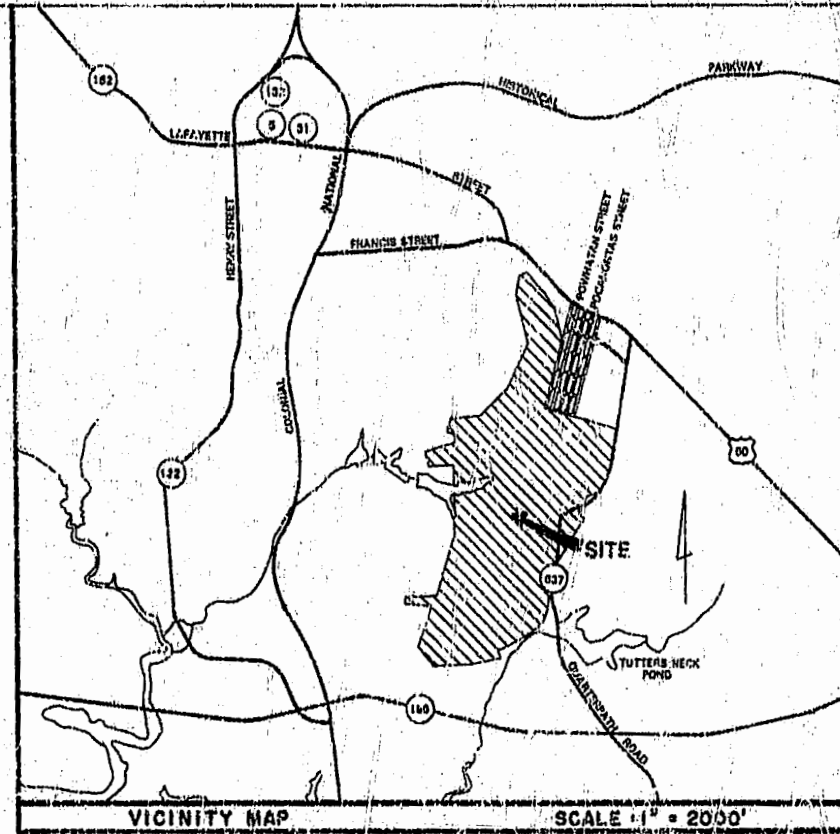 162
132
5
31
LAFAYETTE
STREET
HISTORICAL
PARKWAY
NATIONAL
HENRY STREET
FRANCIS STREET
POWHATAN STREET
POCAHONTAS STREET
COLONIAL
60
132
SITE
637
TUTTERS NECK
POND
QUARTERPATH ROAD
VICINITY MAP
SCALE : 1" = 2000'